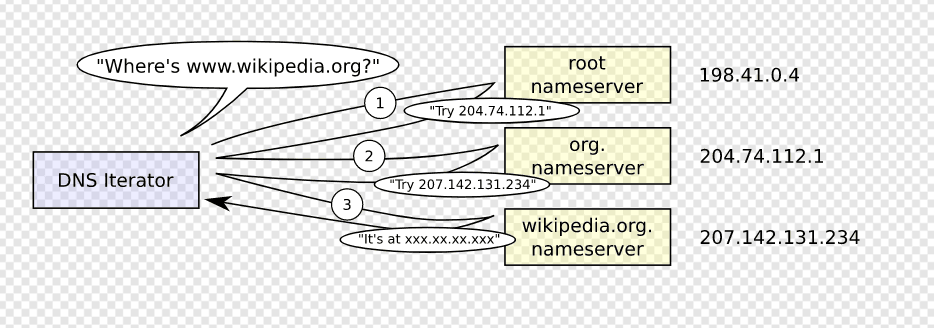 "Where's www.wikipedia.org?"
DNS Iterator
1
"Try 204.74.112.1"
root
nameserver
198.41.0.4
2
"Try 207.142.131.234"
org.
nameserver
204.74.112.1
3
"It's at xxx.xx.xx.xxx"
wikipedia.org.
nameserver
207.142.131.234